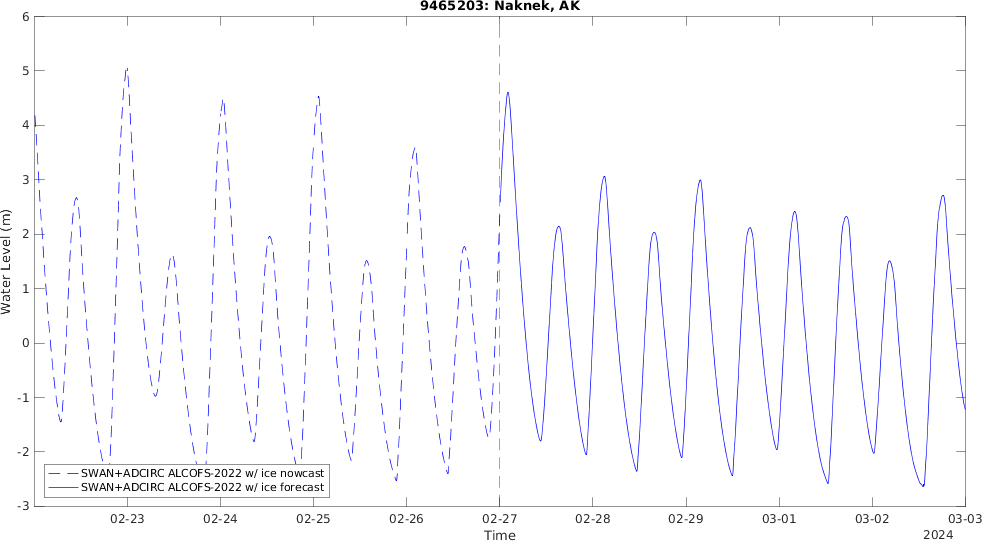 9465203: Naknek, AK
6
5
4
3
2
1
0
-1
-2
-3
Water Level (m)
SWAN+ADCIRC ALCOFS-2022 w/ ice nowcast
SWAN+ADCIRC ALCOFS-2022 w/ ice forecast
02-23 02-24 02-25 02-26 02-27 02-28 02-29 03-01 03-02 03-03
Time
2024